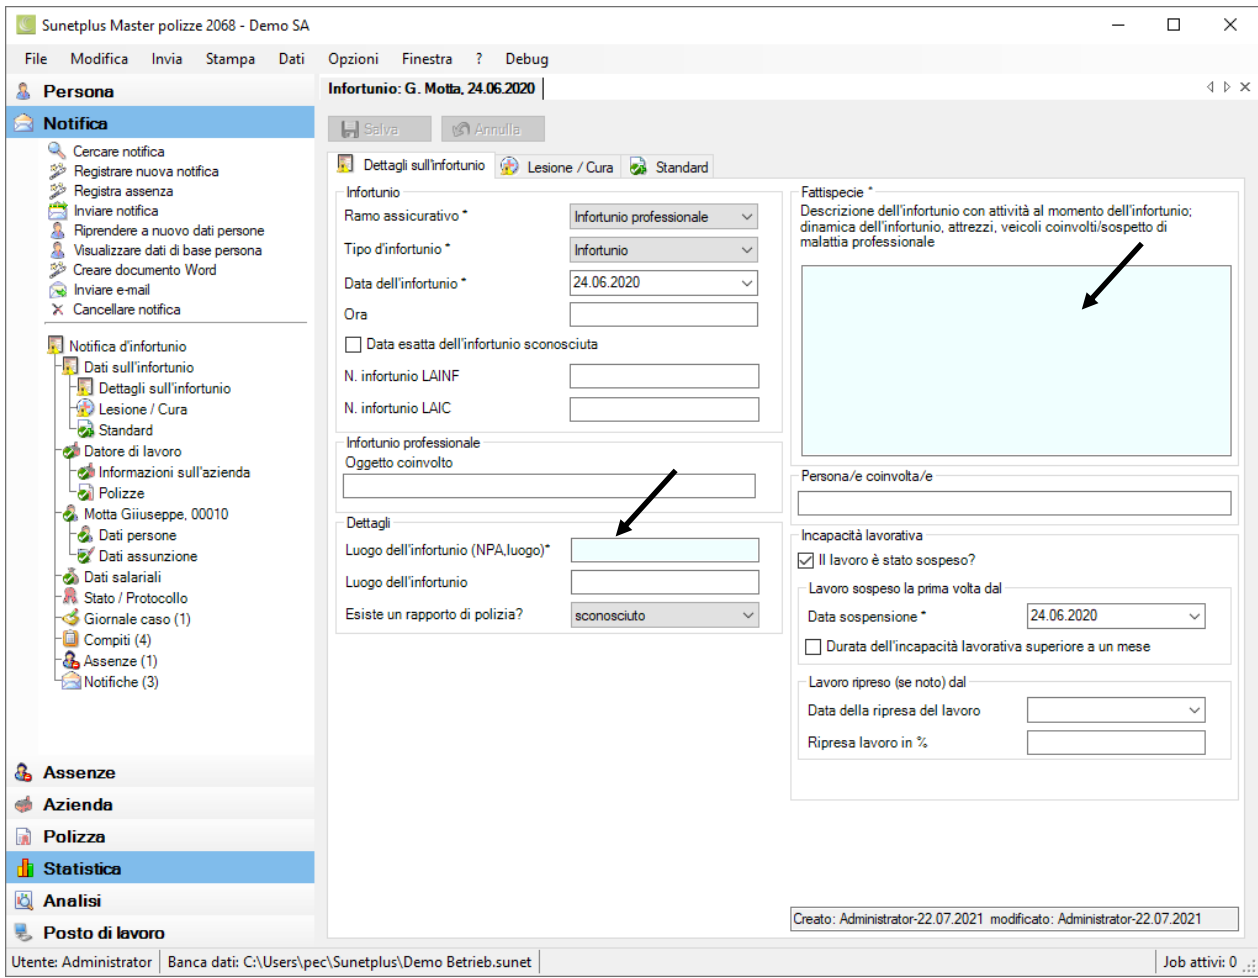 Sunetplus Master polizze 2068 - Demo SA
File Modifica Invia Stampa Dati Opzioni Finestra ? Debug
Persona
Notifica
Cercare notifica
Registrare nuova notifica
Registra assenza
Inviare notifica
Riprendere a nuovo dati persone
Visualizzare dati di base persona
Creare documento Word
Inviare e-mail
Cancellare notifica
Notifica d'infortunio
Dati sull'infortunio
Dettagli sull'infortunio
Lesione / Cura
Standard
Datore di lavoro
Informazioni sull'azienda
Polizze
Motta Giiuseppe, 00010
Dati persone
Dati assunzione
Dati salariali
Stato / Protocollo
Giornale caso (1)
Compiti (4)
Assenze (1)
Notifiche (3)
Assenze
Azienda
Polizza
Statistica
Analisi
Posto di lavoro
Infortunio: G. Motta, 24.06.2020
Salva Annulla
Dettagli sull'infortunio Lesione / Cura Standard
Infortunio
Ramo assicurativo * Infortunio professionale
Tipo d'infortunio * Infortunio
Data dell'infortunio * 24.06.2020
Ora
Data esatta dell'infortunio sconosciuta
N. infortunio LAINF
N. infortunio LAIC
Infortunio professionale
Oggetto coinvolto
Dettagli
Luogo dell'infortunio (NPA,luogo)*
Luogo dell'infortunio
Esiste un rapporto di polizia? sconosciuto
Fattispecie *
Descrizione dell'infortunio con attività al momento dell'infortunio;
dinamica dell'infortunio, attrezzi, veicoli coinvolti/sospetto di
malattia professionale
Persona/e coinvolta/e
Incapacità lavorativa
Il lavoro è stato sospeso?
Lavoro sospeso la prima volta dal
Data sospensione * 24.06.2020
Durata dell'incapacità lavorativa superiore a un mese
Lavoro ripreso (se noto) dal
Data della ripresa del lavoro
Ripresa lavoro in %
Creato: Administrator-22.07.2021 modificato: Administrator-22.07.2021
Utente: Administrator Banca dati: C:\Users\pec\Sunetplus\Demo Betrieb.sunet Job attivi: 0